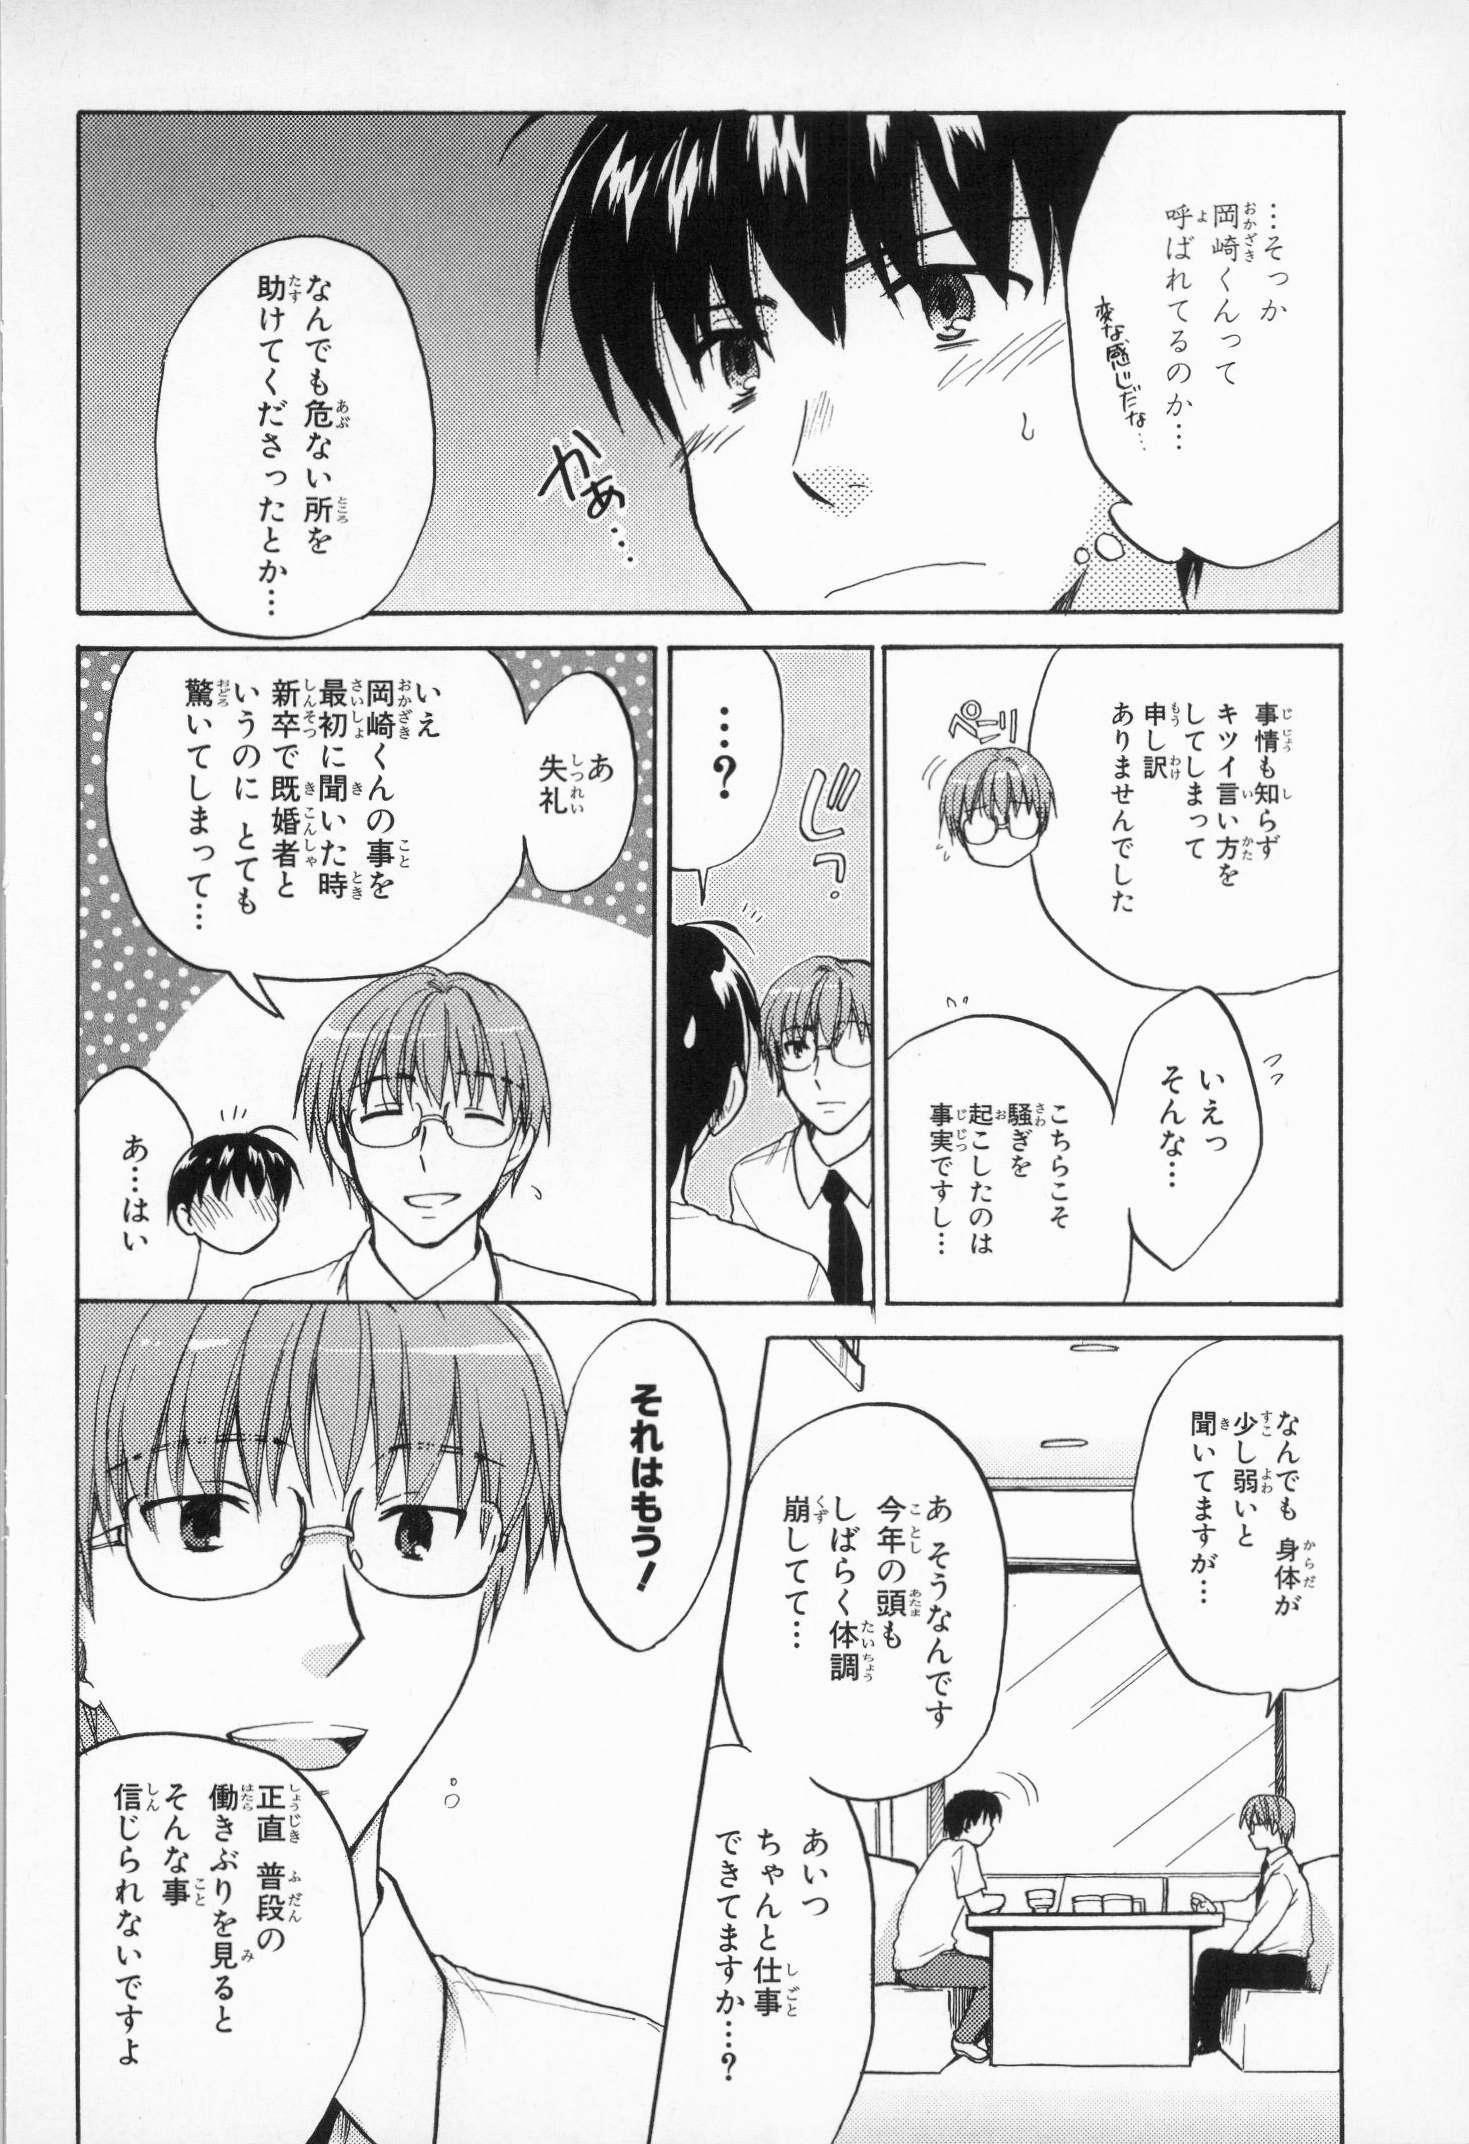 …そっか
岡崎くんって
呼ばれてるのか…
変な感じだな…
かぁ…
なんでも危ない所を
助けてくださったとか…
事情も知らず
キツイ言い方を
してしまって
申し訳
ありませんでした
ペーリ
いえっ
そんな…
こちらこそ
騒ぎを
起こしたのは
事実ですし…
…?
じっ?
あ
失礼
いえ
岡崎くんの事を
最初に聞いた時
新卒で既婚者と
いうのに とても
驚いてしまって…
あ…はい
なんでも 身体が
少し弱いと
聞いてますが…
あ そうなんです
今年の頭も
しばらく体調
崩してて…
あいつ
ちゃんと仕事
できてますか…?
それはもう!
正直 普段の
働きぶりを見ると
そんな事
信じられないですよ